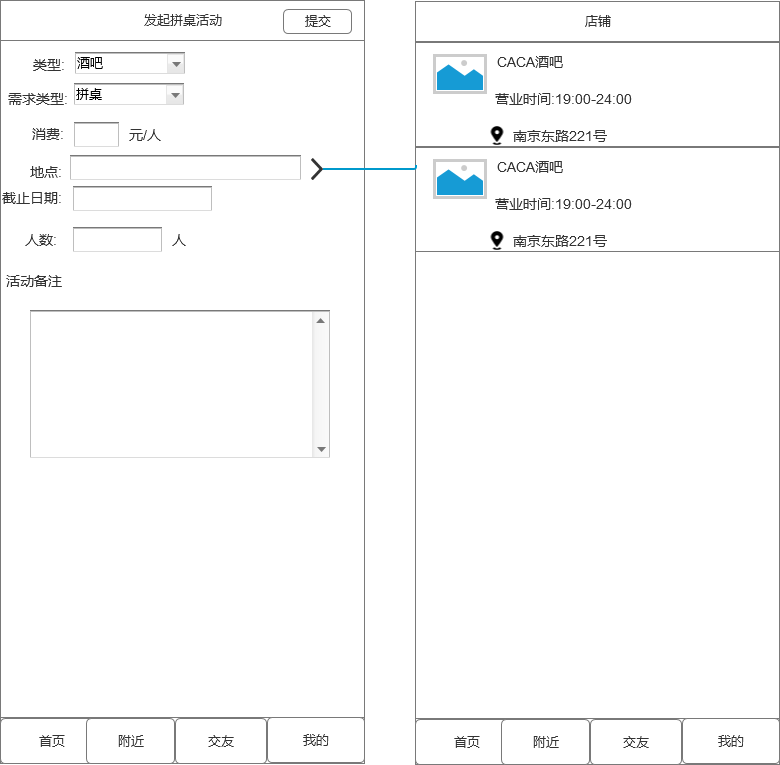 发起拼桌活动
提交
类型:
酒吧
需求类型:
拼桌
消费:
元/人
地点:
截止日期:
人数:
人
活动备注
首页
附近
交友
我的
店铺
CACA酒吧
营业时间:19:00-24:00
南京东路221号
CACA酒吧
营业时间:19:00-24:00
南京东路221号
首页
附近
交友
我的